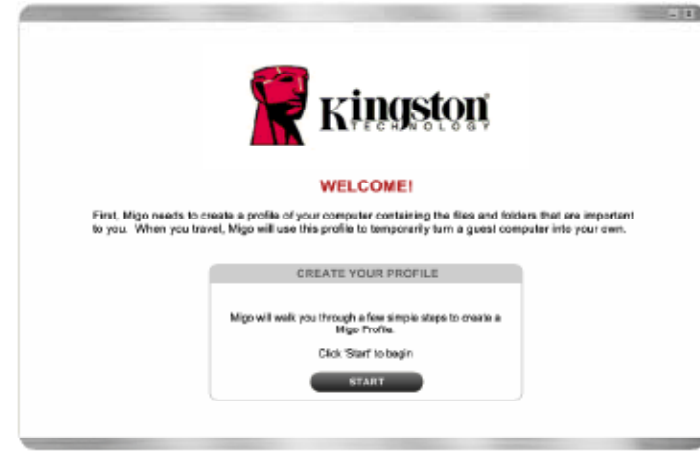 Kingston
TECHNOLOGY
WELCOME!
First, Migo needs to create a profile of your computer containing the files and folders that are important
to you. When you travel, Migo will use this profile to temporarily turn a guest computer into your own.
CREATE YOUR PROFILE
Migo will walk you through a few simple steps to create a
Migo Profile.
Click 'Start' to begin
START